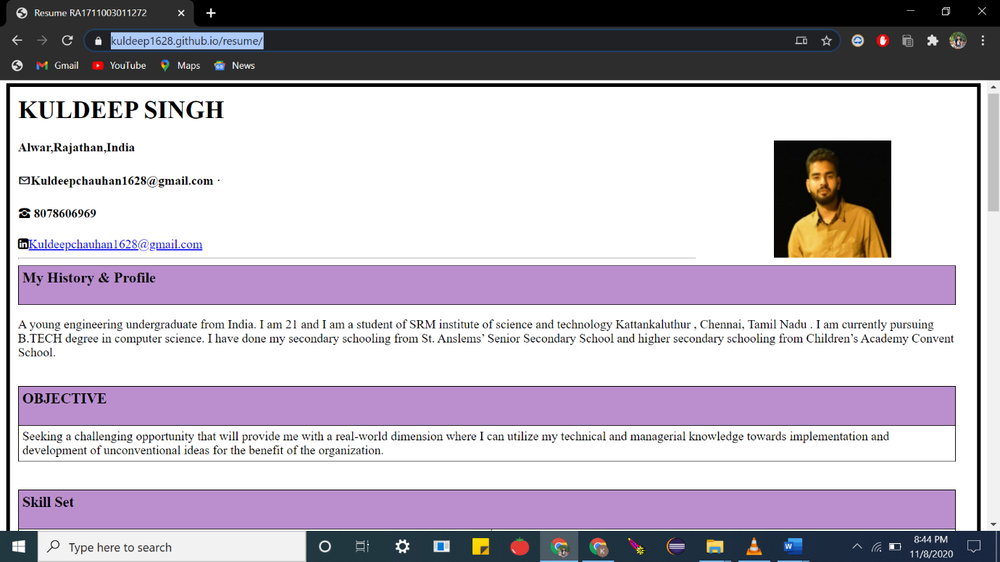 Resume RA1711003011272
kuldeep1628.github.io/resume/
Gmail
YouTube
Maps
News
KULDEEP SINGH
Alwar,Rajathan,India
Kuldeepchauhan1628@gmail.com ·
8078606969
Kuldeepchauhan1628@gmail.com
My History & Profile
A young engineering undergraduate from India. I am 21 and I am a student of SRM institute of science and technology Kattankaluthur , Chennai, Tamil Nadu . I am currently pursuing
B.TECH degree in computer science. I have done my secondary schooling from St. Anslems’ Senior Secondary School and higher secondary schooling from Children’s Academy Convent
School.
OBJECTIVE
Seeking a challenging opportunity that will provide me with a real-world dimension where I can utilize my technical and managerial knowledge towards implementation and
development of unconventional ideas for the benefit of the organization.
Skill Set
Type here to search
8:44 PM
11/8/2020